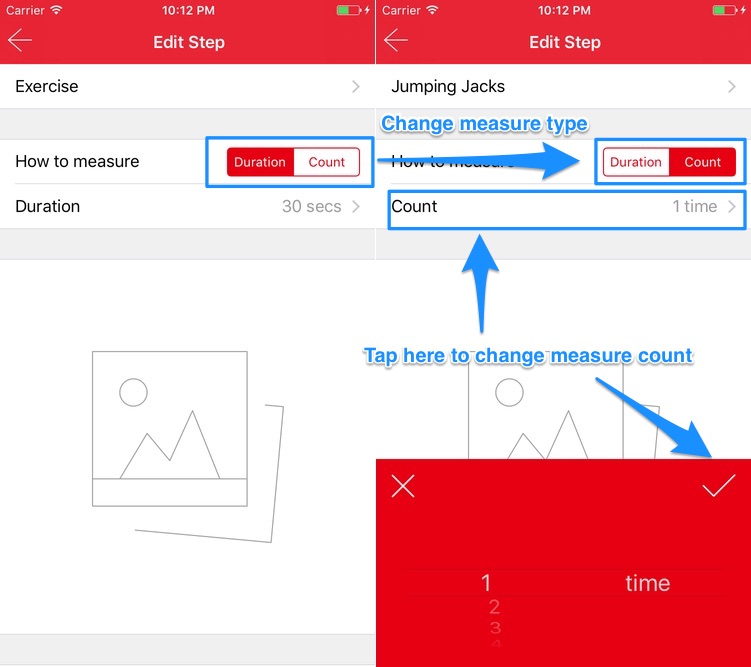 Carrier 10:12 PM
Edit Step
Exercise
How to measure Duration Count
Duration 30 secs
Carrier 10:12 PM
Edit Step
Jumping Jacks
Change measure type
How to measure Duration Count
Count 1 time
Tap here to change measure count
1 time
2
3
4